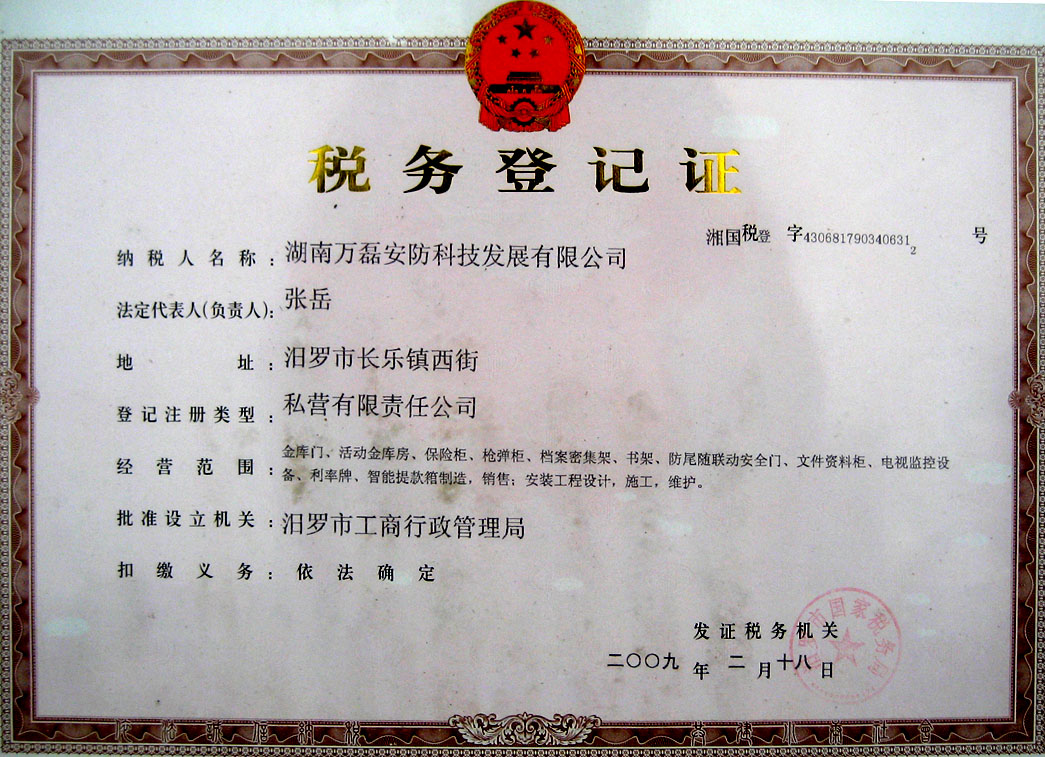 税务登记证
湘国税登 字4306817903406312 号
纳税人名称：湖南万磊安防科技发展有限公司
法定代表人(负责人)：张岳
地址：汨罗市长乐镇西街
登记注册类型：私营有限责任公司
经营范围：金库门、活动金库房、保险柜、枪弹柜、档案密集架、书架、防尾随联动安全门、文件资料柜、电视监控设
备、利率牌、智能提款箱制造，销售；安装工程设计，施工，维护。
批准设立机关：汨罗市工商行政管理局
扣缴义务：依法确定
发证税务机关
二〇〇九年二月十八日
市国家税务局